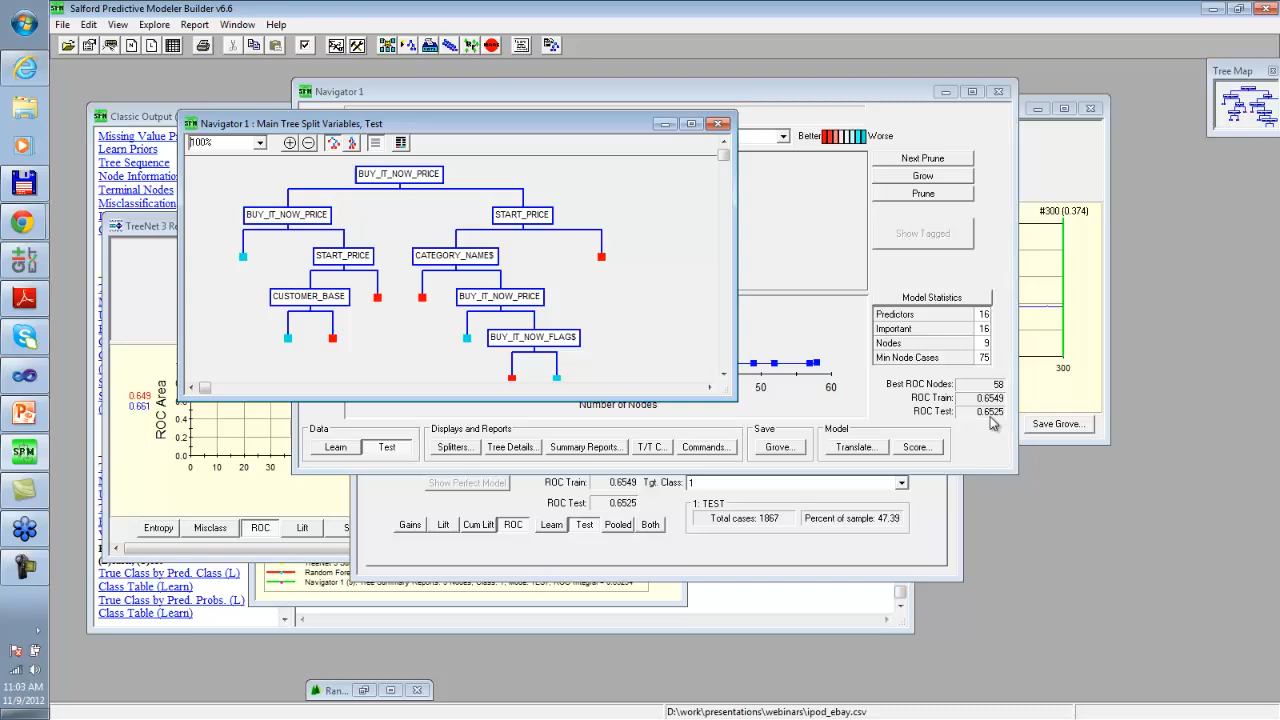 Salford Predictive Modeler Builder v6.6
File Edit View Explore Report Window Help
Tree Map
Navigator 1
Classic Output
Navigator 1 : Main Tree Split Variables, Test
100%
Better Worse
Missing Value
Learn Priors
Tree Sequence
Node Information
Terminal Nodes
TreeNet 3
BUY_IT_NOW_PRICE
BUY_IT_NOW_PRICE
START_PRICE
START_PRICE
CATEGORY_NAME$
CUSTOMER_BASE
BUY_IT_NOW_PRICE
BUY_IT_NOW_FLAG$
Next Prune
Grow
Prune
Show Tagged
Model Statistics
Predictors 16
Important 16
Nodes 9
Min Node Cases 75
Best ROC Nodes: 58
ROC Train: 0.6549
ROC Test: 0.6525
#300 (0.374)
300
Save Grove...
50 60
Number of Nodes
0.649
0.661
ROC Area
0.6
0.4
0.2
0.0
0 10 20 30
Data
Learn Test
Displays and Reports
Splitters... Tree Details... Summary Reports... T/T C... Commands...
Save
Grove...
Model
Translate... Score...
Show Perfect Model
ROC Train: 0.6549 Tgt. Class: 1
ROC Test: 0.6525
1: TEST
Total cases: 1867 Percent of sample: 47.39
Gains Lift Cum Lift ROC Learn Test Pooled Both
Entropy Misclass ROC Lift
True Class by Pred. Class (L)
Class Table (Learn)
True Class by Pred. Probs. (L)
Class Table (Learn)
Ran...
11:03 AM
11/9/2012
D:\work\presentations\webinars\ipod_ebay.csv